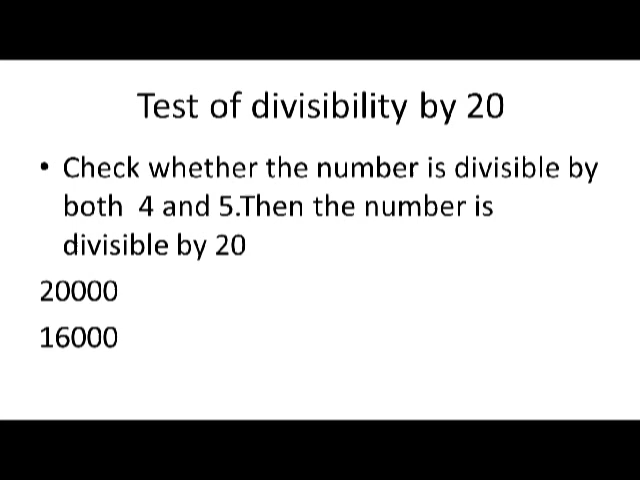 Test of divisibility by 20
• Check whether the number is divisible by
both 4 and 5.Then the number is
divisible by 20
20000
16000